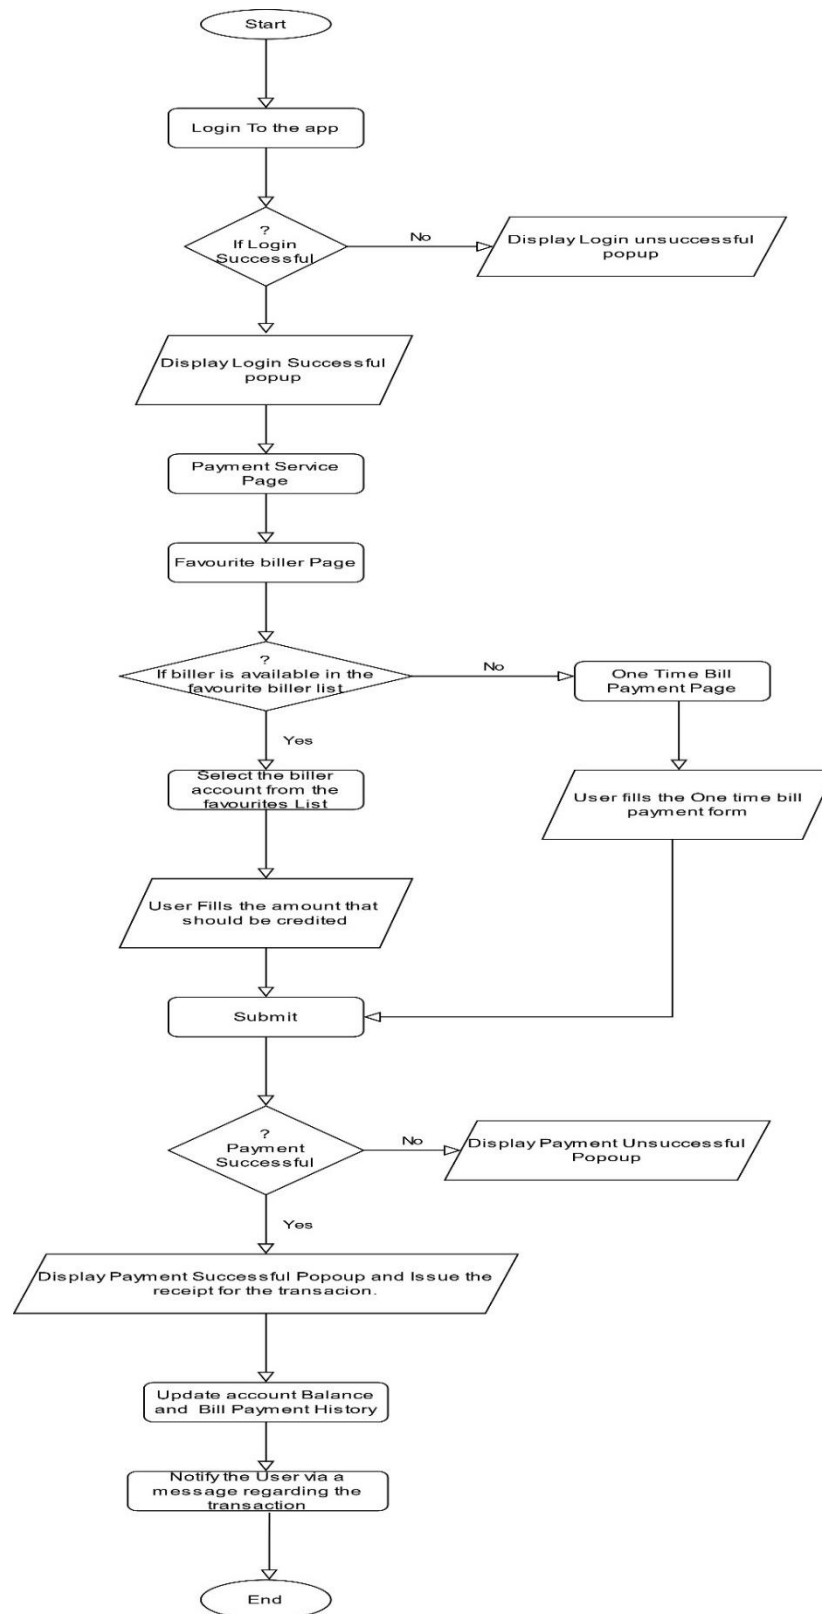 Start
Login To the app
?
If Login
Successful
No
Display Login unsuccessful
popup
Display Login Successful
popup
Payment Service
Page
Favourite biller Page
?
If biller is available in the
favourite biller list
No
One Time Bill
Payment Page
Yes
Select the biller
account from the
favourites List
User fills the One time bill
payment form
User Fills the amount that
should be credited
Submit
?
Payment
Successful
No
Display Payment Unsuccessful
Popoup
Yes
Display Payment Successful Popoup and Issue the
receipt for the transacion.
Update account Balance
and Bill Payment History
Notify the User via a
message regarding the
transaction
End